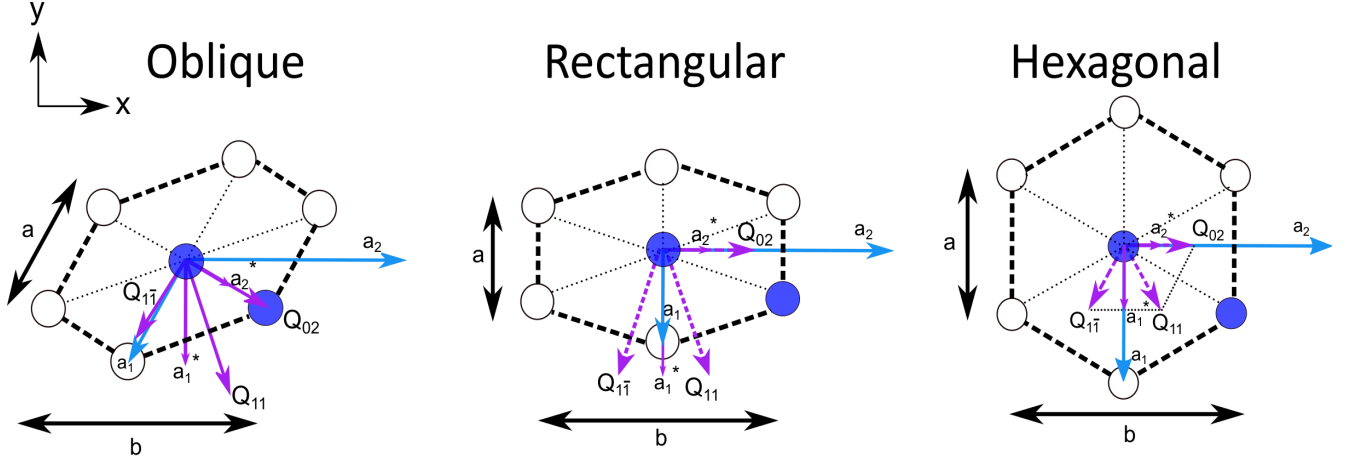 y
x
Oblique
a
a₂
a₂*
Q₁₁̄
Q₀₂
a₁
a₁*
Q₁₁
b
Rectangular
a
a₂*
Q₀₂
a₂
a₁
Q₁₁̄
a₁*
Q₁₁
b
Hexagonal
a
a₂*
Q₀₂
a₂
Q₁₁̄
a₁*
Q₁₁
a₁
b